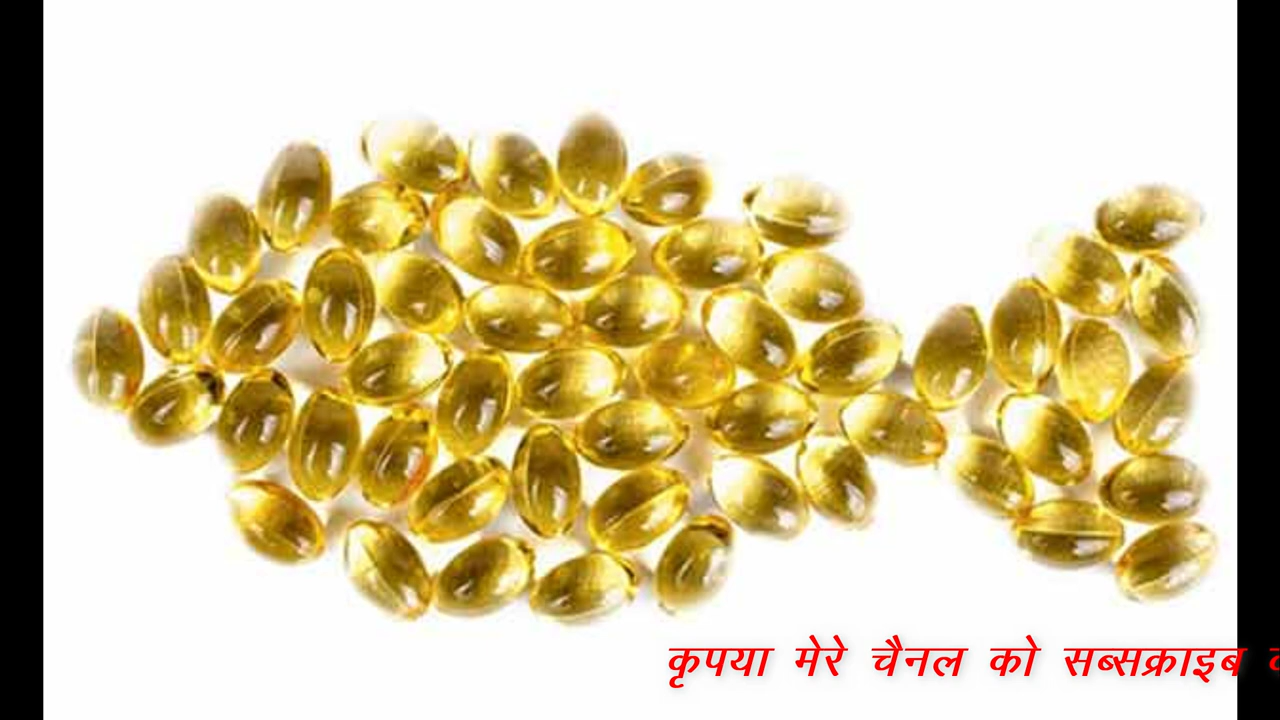 कृपया मेरे चैनल को सब्सक्राइब